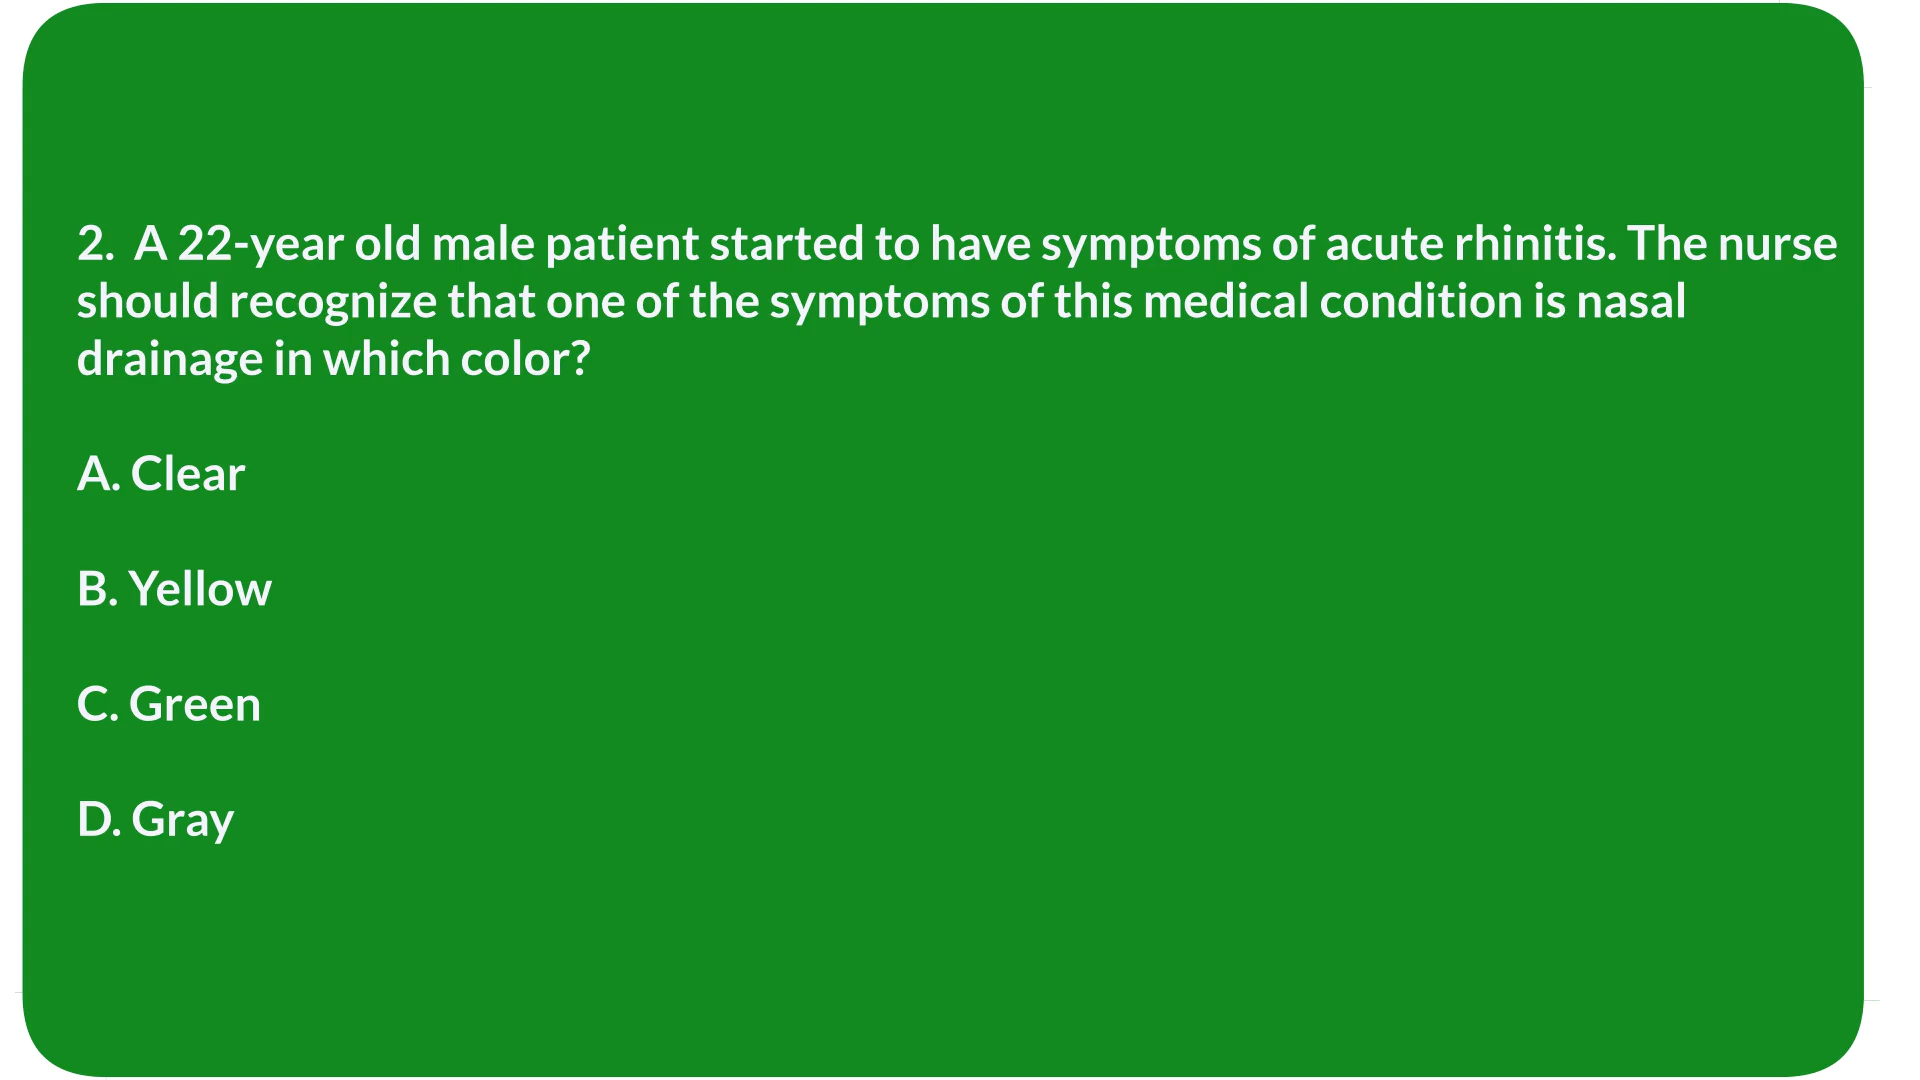 2.  A 22-year old male patient started to have symptoms of acute rhinitis. The nurse
should recognize that one of the symptoms of this medical condition is nasal
drainage in which color?
A. Clear
B. Yellow
C. Green
D. Gray